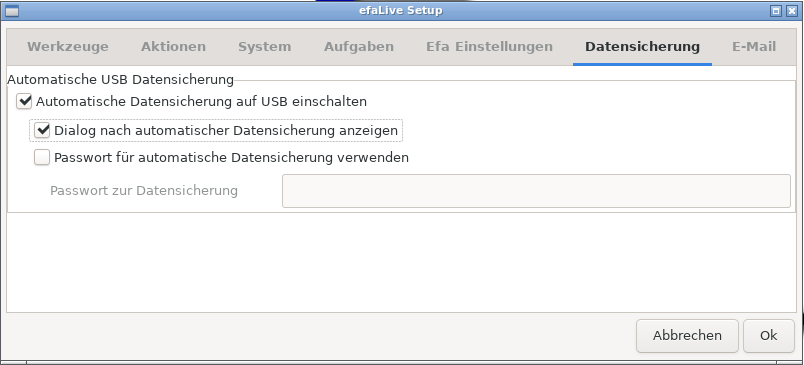 efaLive Setup
Werkzeuge Aktionen System Aufgaben Efa Einstellungen Datensicherung E-Mail
Automatische USB Datensicherung
Automatische Datensicherung auf USB einschalten
Dialog nach automatischer Datensicherung anzeigen
Passwort für automatische Datensicherung verwenden
Passwort zur Datensicherung
Abbrechen Ok